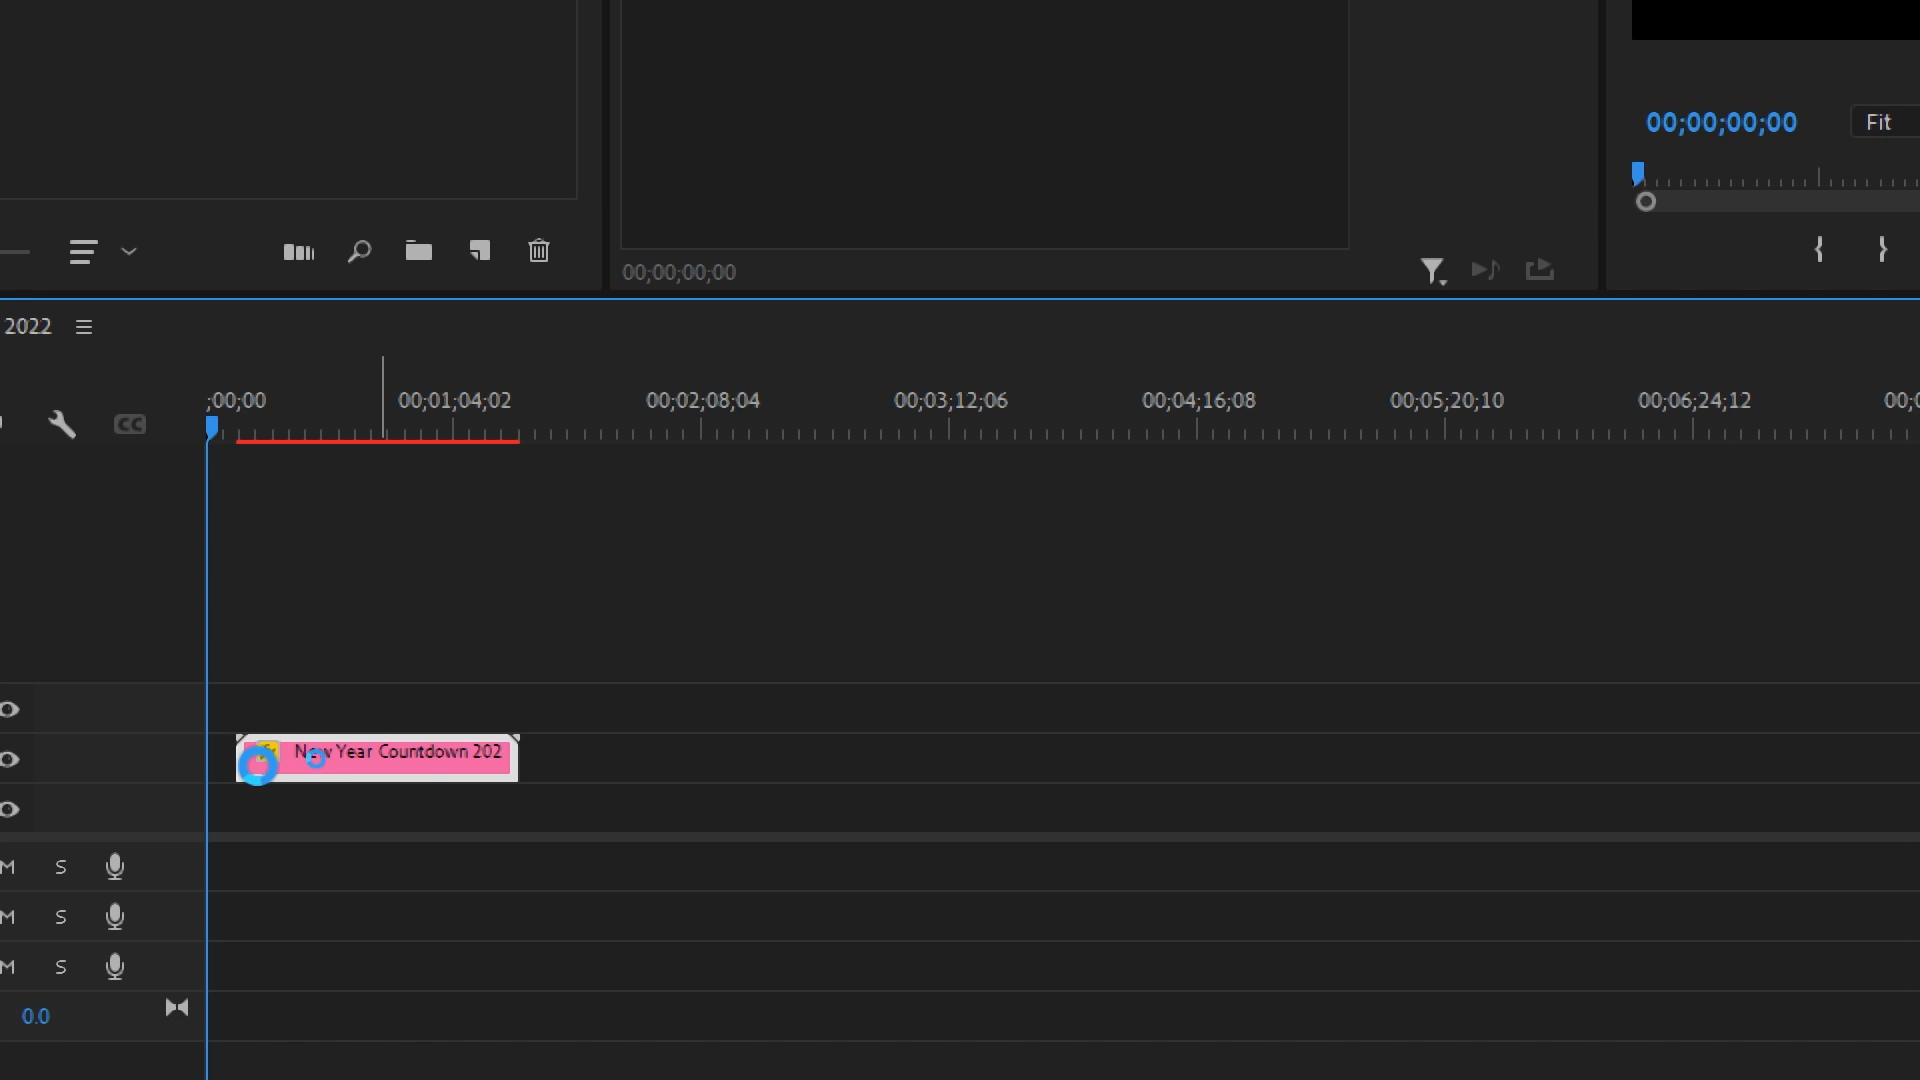 00;00;00;00
Fit
00;00;00;00
2022
;00;00
00;01;04;02
00;02;08;04
00;03;12;06
00;04;16;08
00;05;20;10
00;06;24;12
CC
fx New Year Countdown 202
M S
M S
M S
0.0